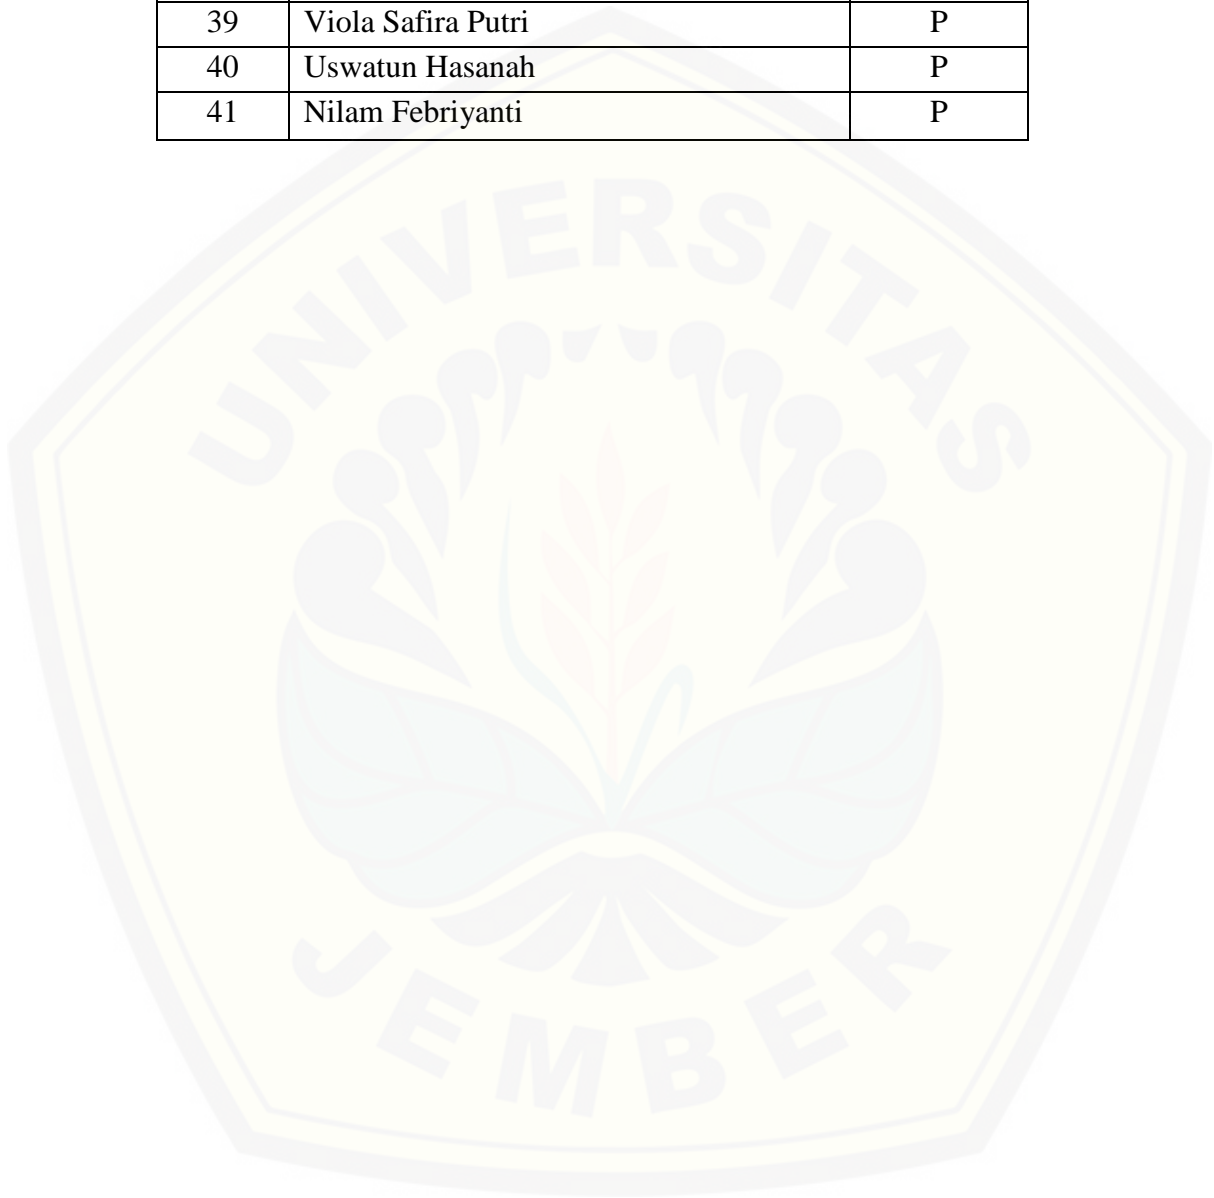 39 Viola Safira Putri P
40 Uswatun Hasanah P
41 Nilam Febriyanti P
UNIVERSITAS
JEMBER